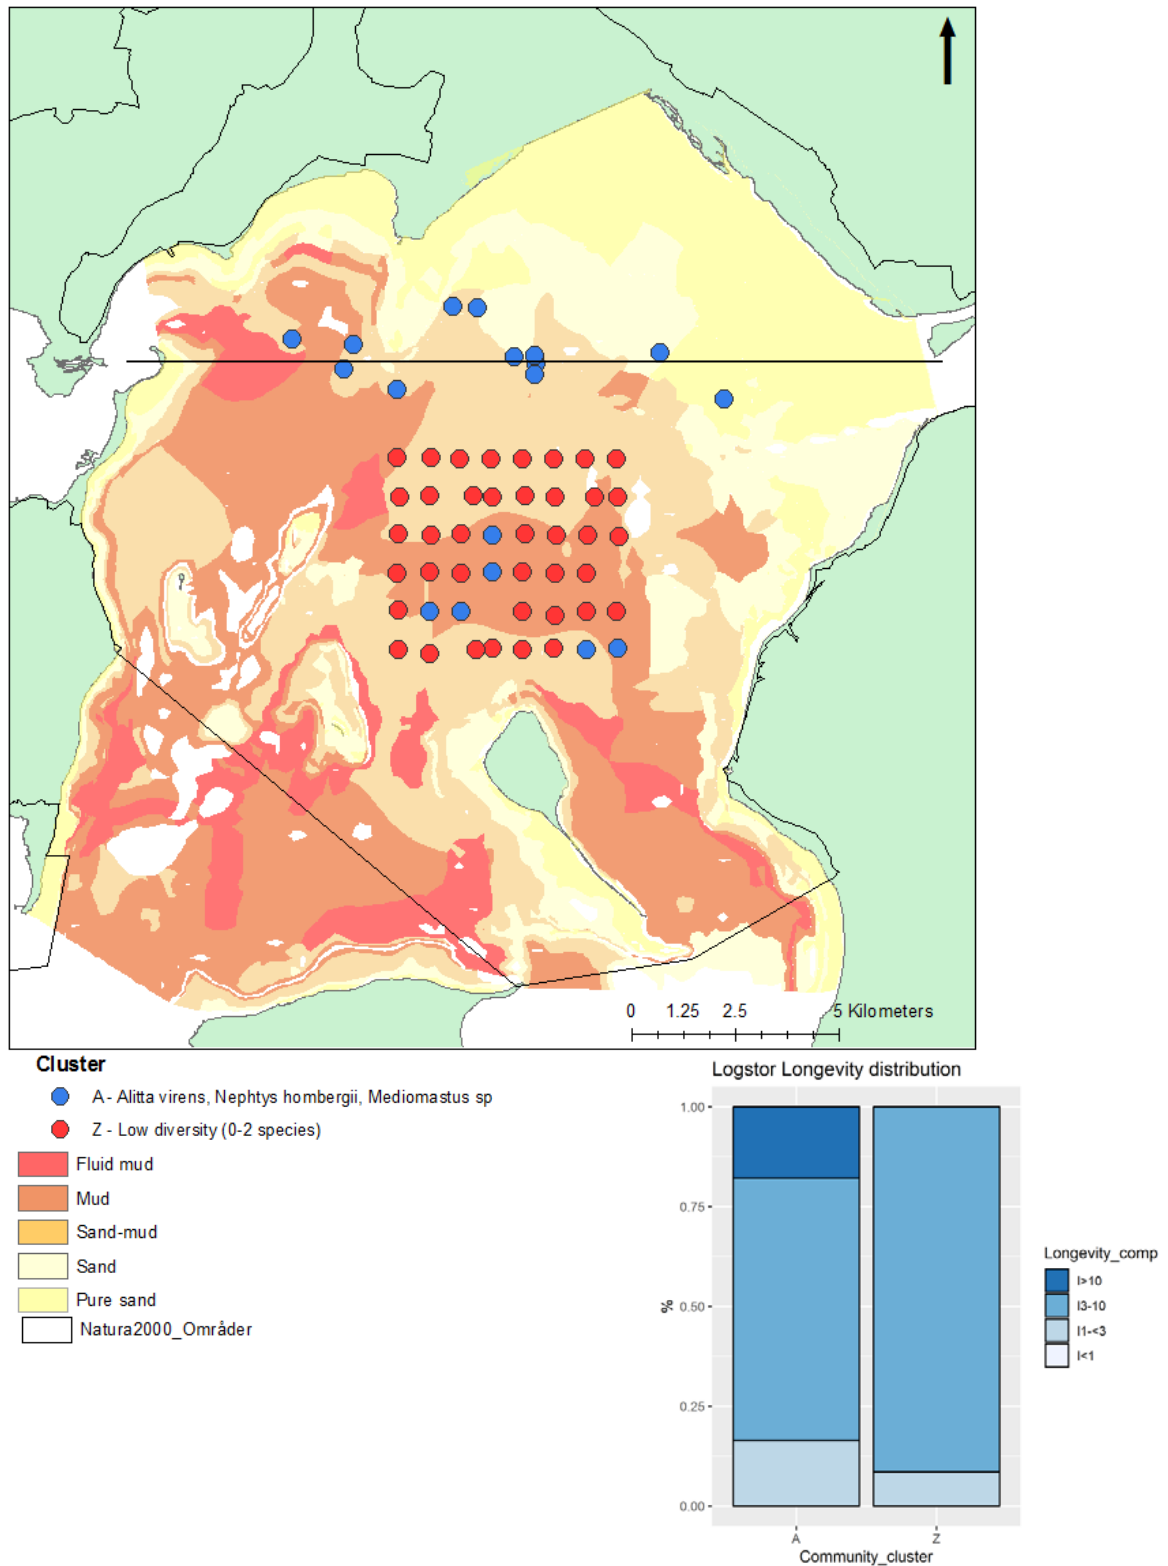 0 1.25 2.5 5 Kilometers
Cluster
A - Alitta virens, Nephtys hombergii, Mediomastus sp
Z - Low diversity (0-2 species)
Fluid mud
Mud
Sand-mud
Sand
Pure sand
Natura2000_Områder
Logstor Longevity distribution
1.00
0.75
0.50
0.25
0.00
%
A Z
Community_cluster
Longevity_comp
l>10
l3-10
l1-<3
l<1